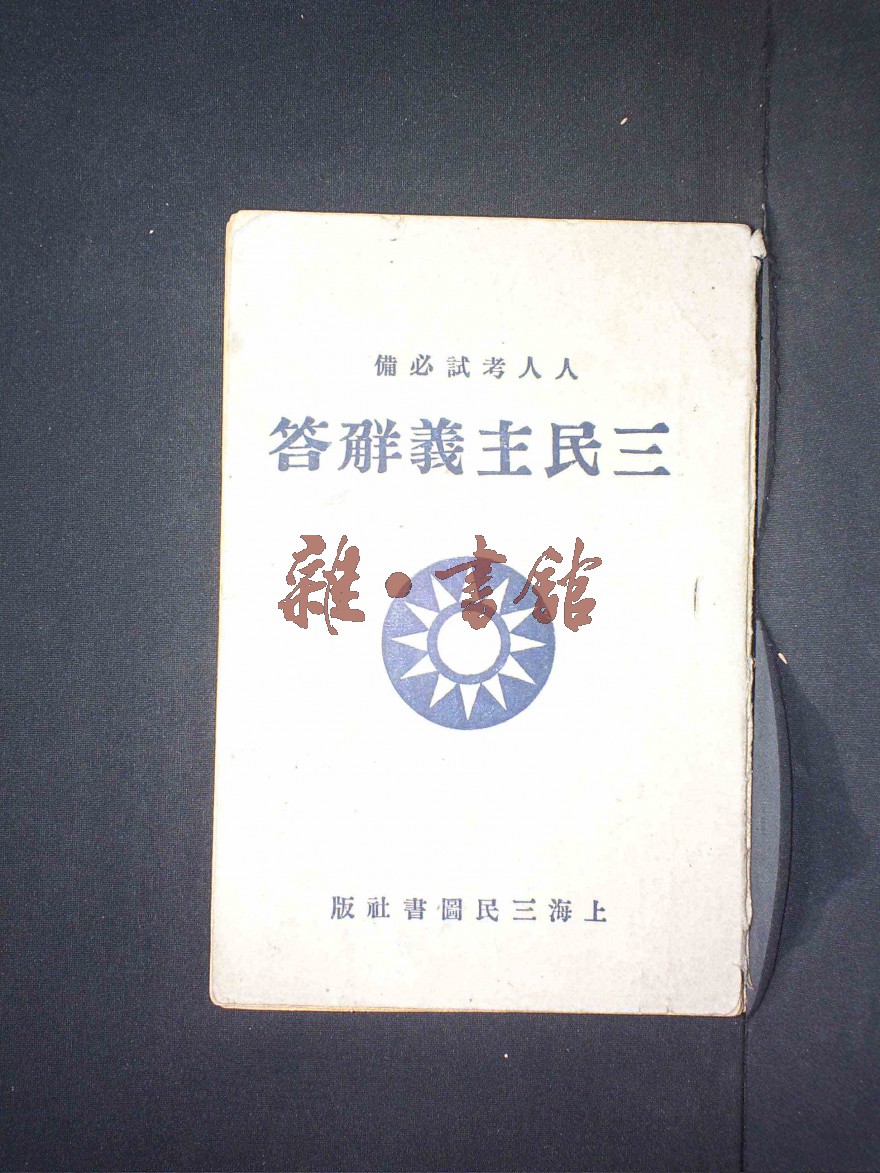 人人考試必備
三民主義解答
雜·書館
上海三民圖書社版